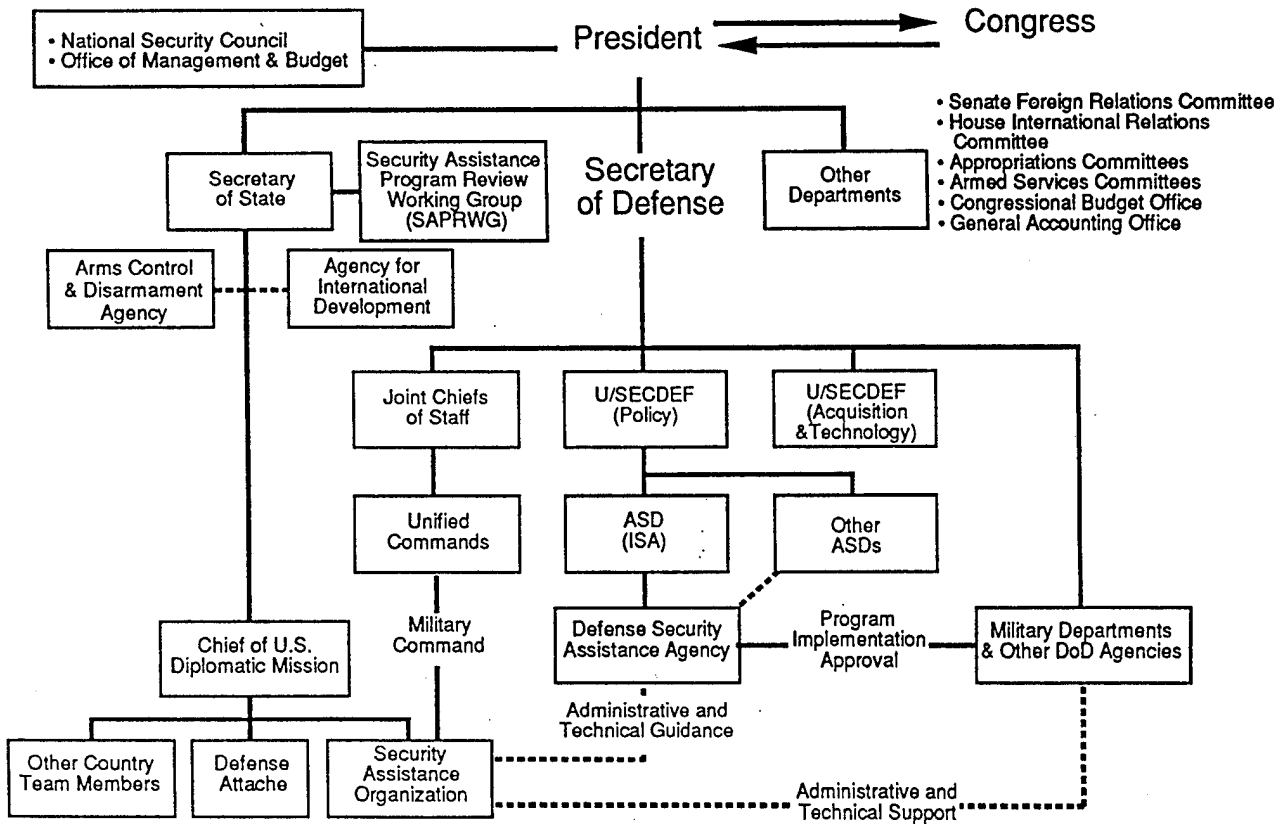 • National Security Council
• Office of Management & Budget
President
Congress
• Senate Foreign Relations Committee
• House International Relations
Committee
• Appropriations Committees
• Armed Services Committees
• Congressional Budget Office
• General Accounting Office
Secretary
of State
Security Assistance
Program Review
Working Group
(SAPRWG)
Secretary
of Defense
Other
Departments
Arms Control
& Disarmament
Agency
Agency for
International
Development
Joint Chiefs
of Staff
U/SECDEF
(Policy)
U/SECDEF
(Acquisition
&Technology)
Unified
Commands
ASD
(ISA)
Other
ASDs
Military
Command
Chief of U.S.
Diplomatic Mission
Defense Security
Assistance Agency
Program
Implementation
Approval
Military Departments
& Other DoD Agencies
Administrative and
Technical Guidance
Other Country
Team Members
Defense
Attache
Security
Assistance
Organization
Administrative and
Technical Support